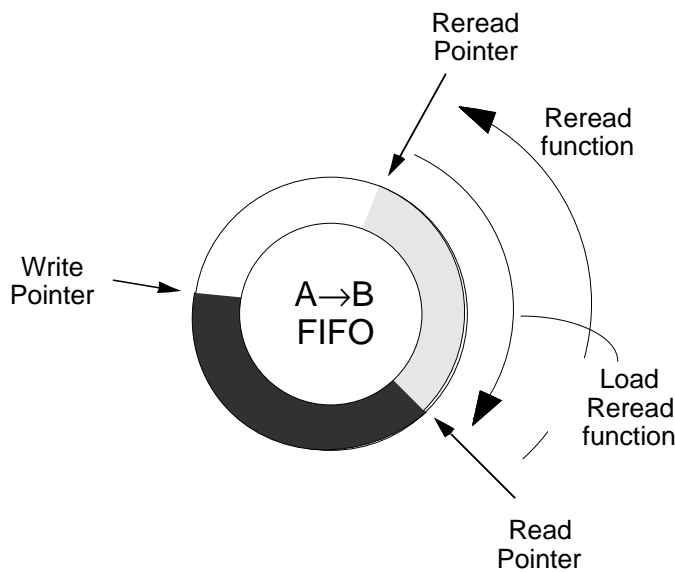 Reread
Pointer
Reread
function
Write
Pointer
A→B
FIFO
Load
Reread
function
Read
Pointer